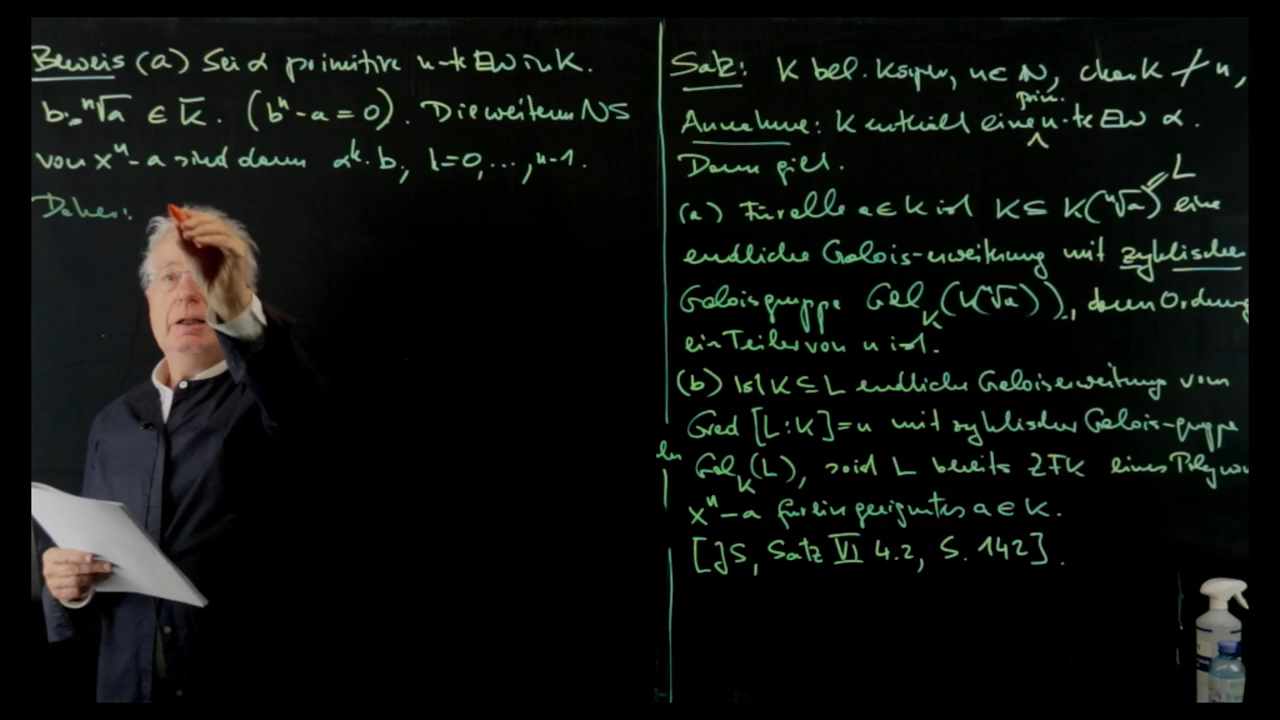 Beweis (a) Sei α primitive n-te EW in K.
b:=ⁿ√a ∈ K̅. (bⁿ-a=0). Die weiteren NS
von xⁿ-a sind dann αᵏ·b, k=0,...,n-1.
Daher:
Satz: K bel. Körper, n∈ℕ, char K ∤ n,
prim.
Annahme: K enthält eine n-te EW α.
Dann gilt.
= L
(a) Für alle a∈K ist K⊆ K(ⁿ√a) eine
endliche Galois-erweiterung mit zyklischer
Galoisgruppe Gal_K(K(ⁿ√a)), deren Ordnung
ein Teiler von n ist.
(b) Ist K⊆L endliche Galoiserweiterung vom
Grad [L:K]=n mit zyklischer Galois-gruppe
Gal_K(L), so ist L bereits ZFK eines
xⁿ-a für ein geeignetes a∈K.
[JS, Satz VI 4.2, S. 142].